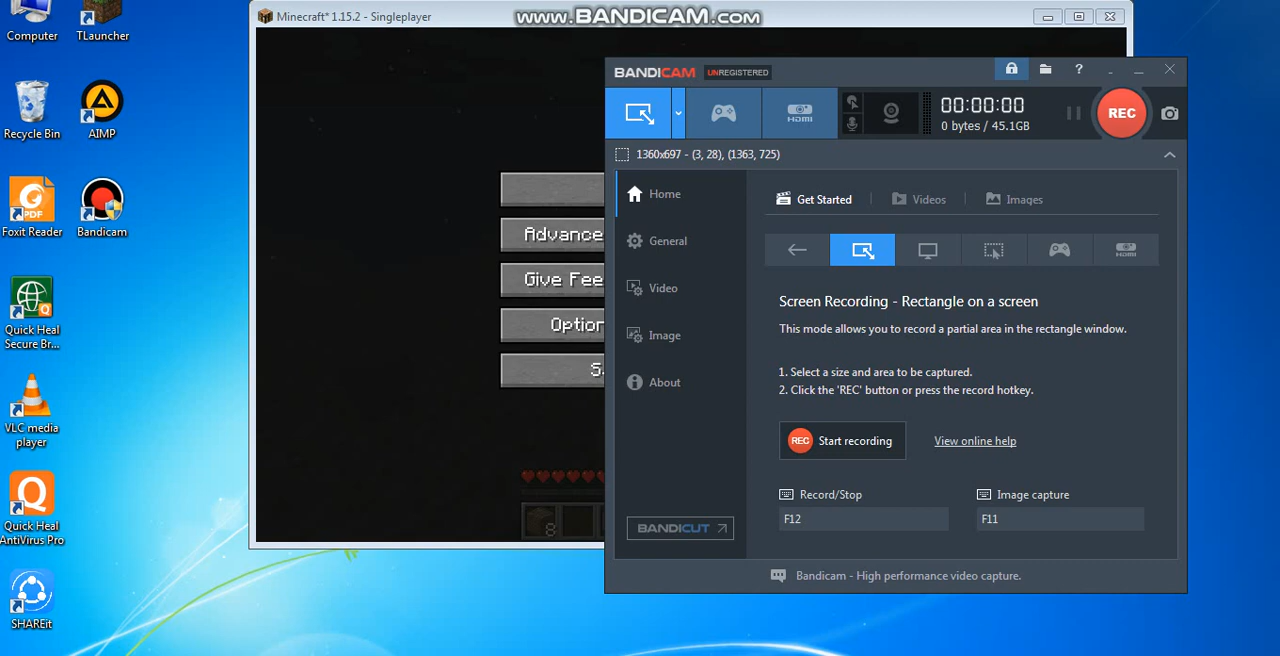 Computer
TLauncher
Recycle Bin
AIMP
PDF
Foxit Reader
Bandicam
Quick Heal
Secure Br...
VLC media
player
Quick Heal
AntiVirus Pro
SHAREit
Minecraft* 1.15.2 - Singleplayer
www.BANDICAM.com
Advance
Give Fee
Option
S
8
BANDICAM UNREGISTERED
?
HDMI
00:00:00
0 bytes / 45.1GB
REC
1360x697 - (3, 28), (1363, 725)
Home
General
Video
Image
About
BANDICUT
Get Started
Videos
Images
HDMI
Screen Recording - Rectangle on a screen
This mode allows you to record a partial area in the rectangle window.
1. Select a size and area to be captured.
2. Click the 'REC' button or press the record hotkey.
REC Start recording
View online help
Record/Stop
Image capture
F12
F11
Bandicam - High performance video capture.